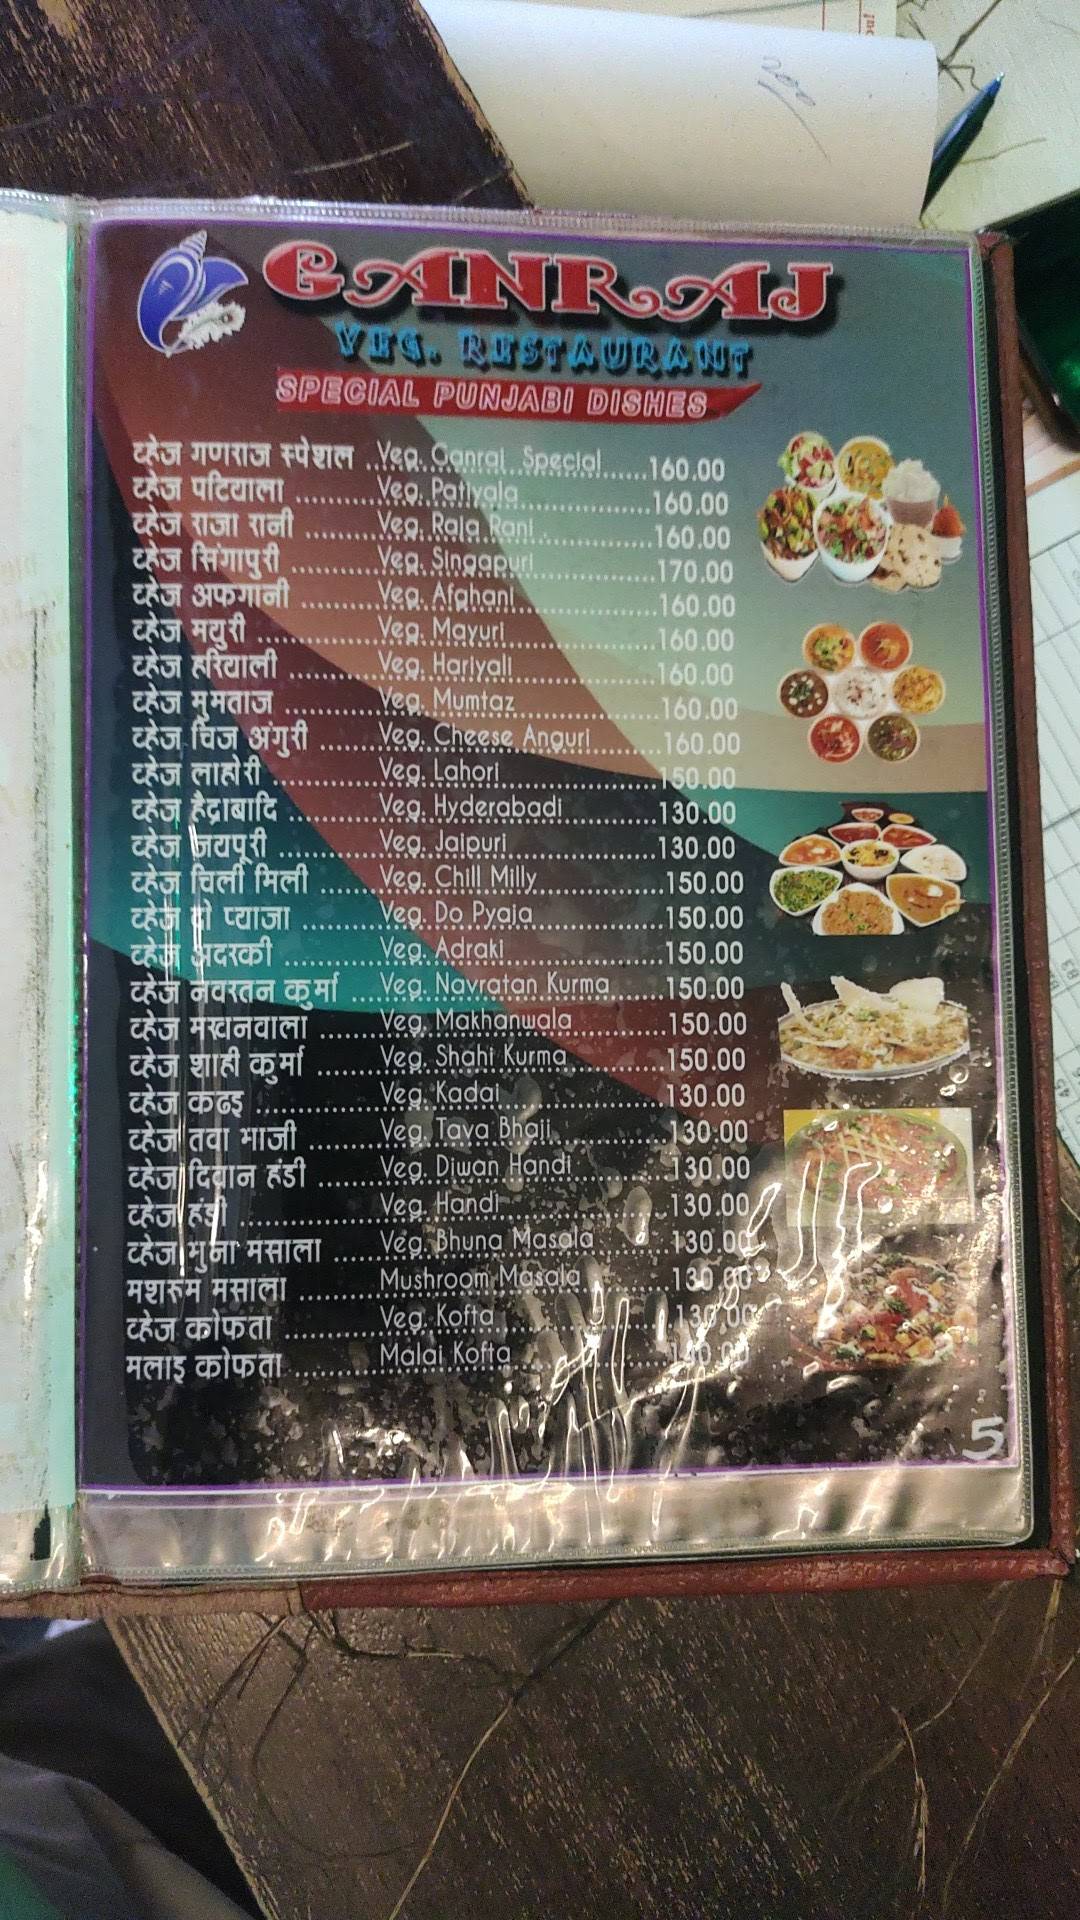 GANRAJ
VEG. RESTAURANT
SPECIAL PUNJABI DISHES
व्हेज गणराज स्पेशल ..Veg. Ganraj Special......160.00
व्हेज पटियाला ..........Veg. Patiyala..................160.00
व्हेज राजा रानी .........Veg. Raja Rani................160.00
व्हेज सिंगापुरी ..........Veg. Singapuri................170.00
व्हेज अफगानी .........Veg. Afghani..................160.00
व्हेज मयुरी ..............Veg. Mayuri...................160.00
व्हेज हरियाली ..........Veg. Hariyali..................160.00
व्हेज मुमताज ..........Veg. Mumtaz.................160.00
व्हेज चिज अंगुरी ......Veg. Cheese Anguri......160.00
व्हेज लाहोरी ............Veg. Lahori...................150.00
व्हेज हैद्राबादि ..........Veg. Hyderabadi...........130.00
व्हेज जयपूरी ...........Veg. Jaipuri..................130.00
व्हेज चिली मिली ......Veg. Chill Milly..............150.00
व्हेज दो प्याजा .........Veg. Do Pyaja..............150.00
व्हेज अदरकी ...........Veg. Adraki..................150.00
व्हेज नवरतन कुर्मा ...Veg. Navratan Kurma.....150.00
व्हेज मखनवाला .......Veg. Makhanwala..........150.00
व्हेज शाही कुर्मा .......Veg. Shahi Kurma..........150.00
व्हेज कढइ ..............Veg. Kadai...................130.00
व्हेज तवा भाजी ........Veg. Tava Bhaji............130.00
व्हेज दिवान हंडी .......Veg. Diwan Handi.........130.00
व्हेज हंडी ................Veg. Handi..................130.00
व्हेज भुना मसाला .....Veg. Bhuna Masala.......130.00
मशरुम मसाला ........Mushroom Masala........130.00
व्हेज कोफता ...........Veg. Kofta..................130.00
मलाइ कोफता ..........Malai Kofta
5